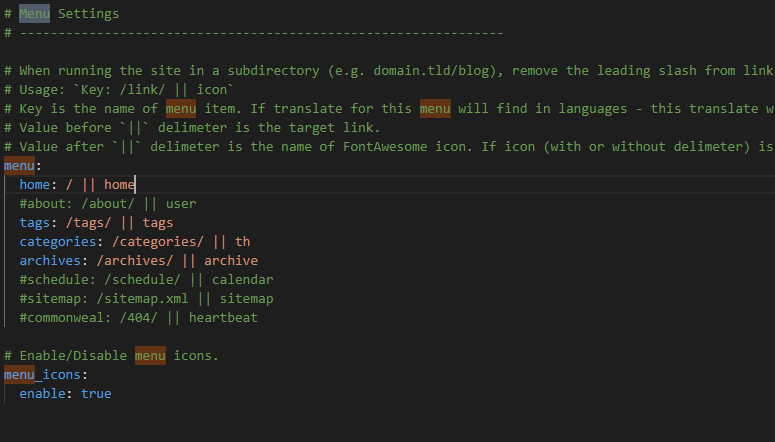 # Menu Settings
# ---------------------------------------------------------------
# When running the site in a subdirectory (e.g. domain.tld/blog), remove the leading slash from link
# Usage: `Key: /link/ || icon`
# Key is the name of menu item. If translate for this menu will find in languages - this translate w
# Value before `||` delimeter is the target link.
# Value after `||` delimeter is the name of FontAwesome icon. If icon (with or without delimeter) is
menu:
  home: / || home
  #about: /about/ || user
  tags: /tags/ || tags
  categories: /categories/ || th
  archives: /archives/ || archive
  #schedule: /schedule/ || calendar
  #sitemap: /sitemap.xml || sitemap
  #commonweal: /404/ || heartbeat
# Enable/Disable menu icons.
menu_icons:
  enable: true